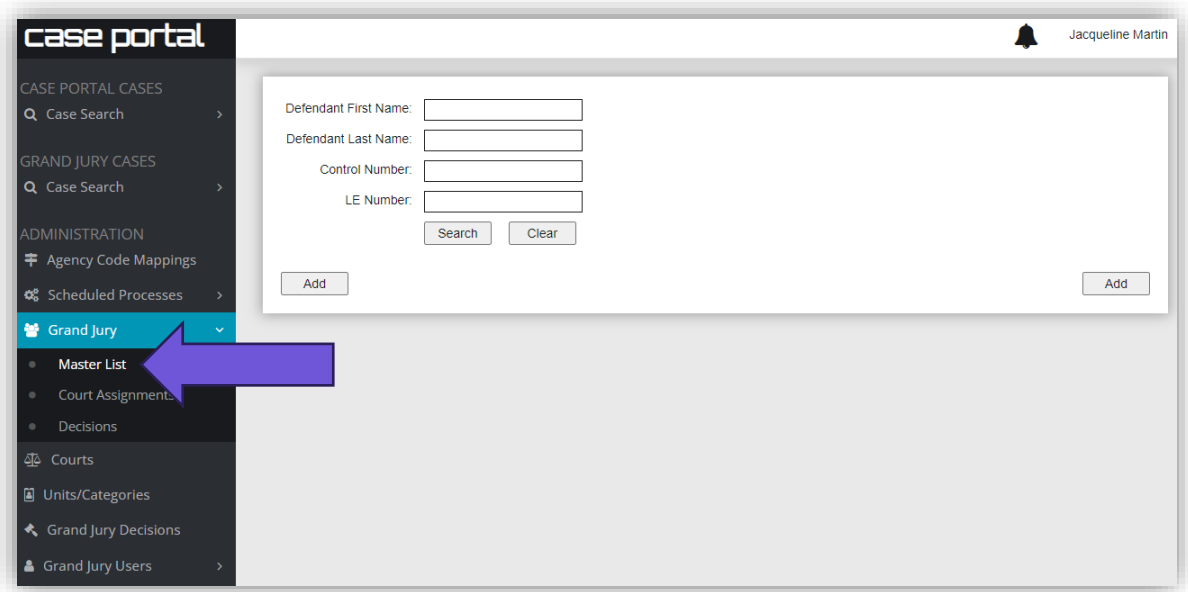 case portal
Jacqueline Martin
CASE PORTAL CASES
Case Search
GRAND JURY CASES
Case Search
ADMINISTRATION
Agency Code Mappings
Scheduled Processes
Grand Jury
Master List
Court Assignments
Decisions
Courts
Units/Categories
Grand Jury Decisions
Grand Jury Users
Defendant First Name:
Defendant Last Name:
Control Number:
LE Number:
Search Clear
Add Add